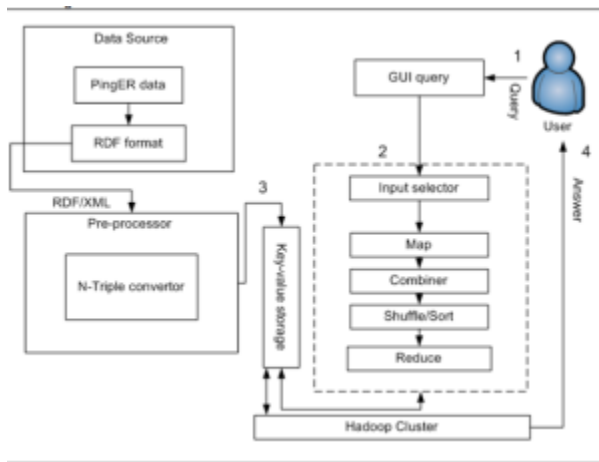 Data Source
PingER data
RDF format
RDF/XML
Pre-processor
N-Triple convertor
3
Key-value storage
GUI query
1
Query
User
2
Input selector
Map
Combiner
Shuffle/Sort
Reduce
4
Answer
Hadoop Cluster